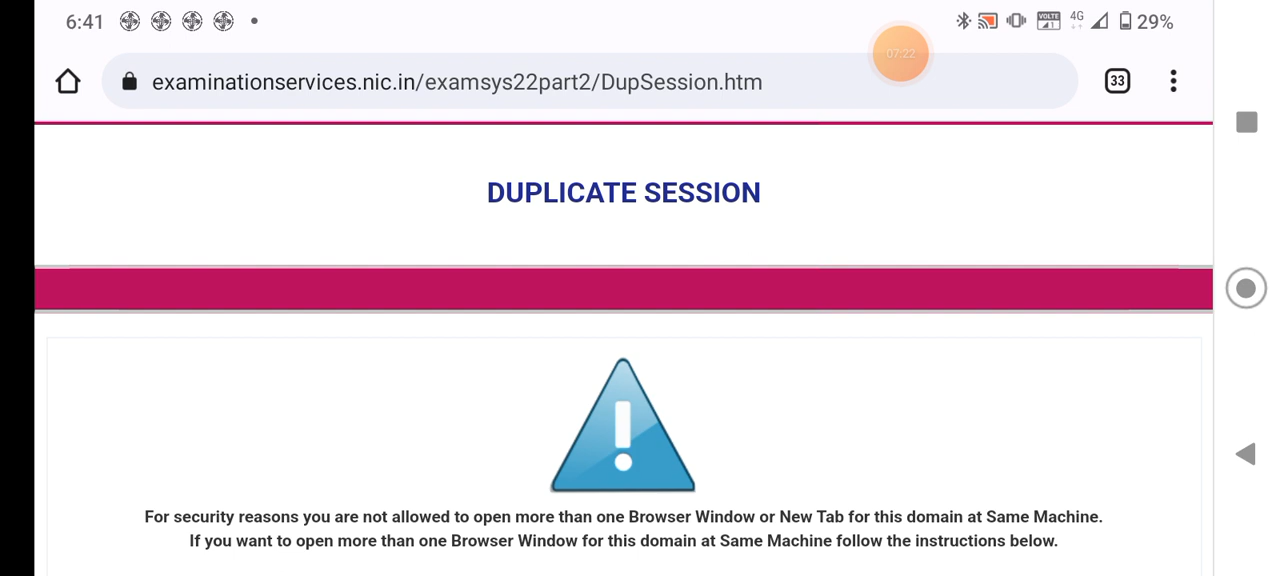 6:41
VOLTE 1 4G 29%
07:22
examinationservices.nic.in/examsys22part2/DupSession.htm
33
DUPLICATE SESSION
For security reasons you are not allowed to open more than one Browser Window or New Tab for this domain at Same Machine.
If you want to open more than one Browser Window for this domain at Same Machine follow the instructions below.